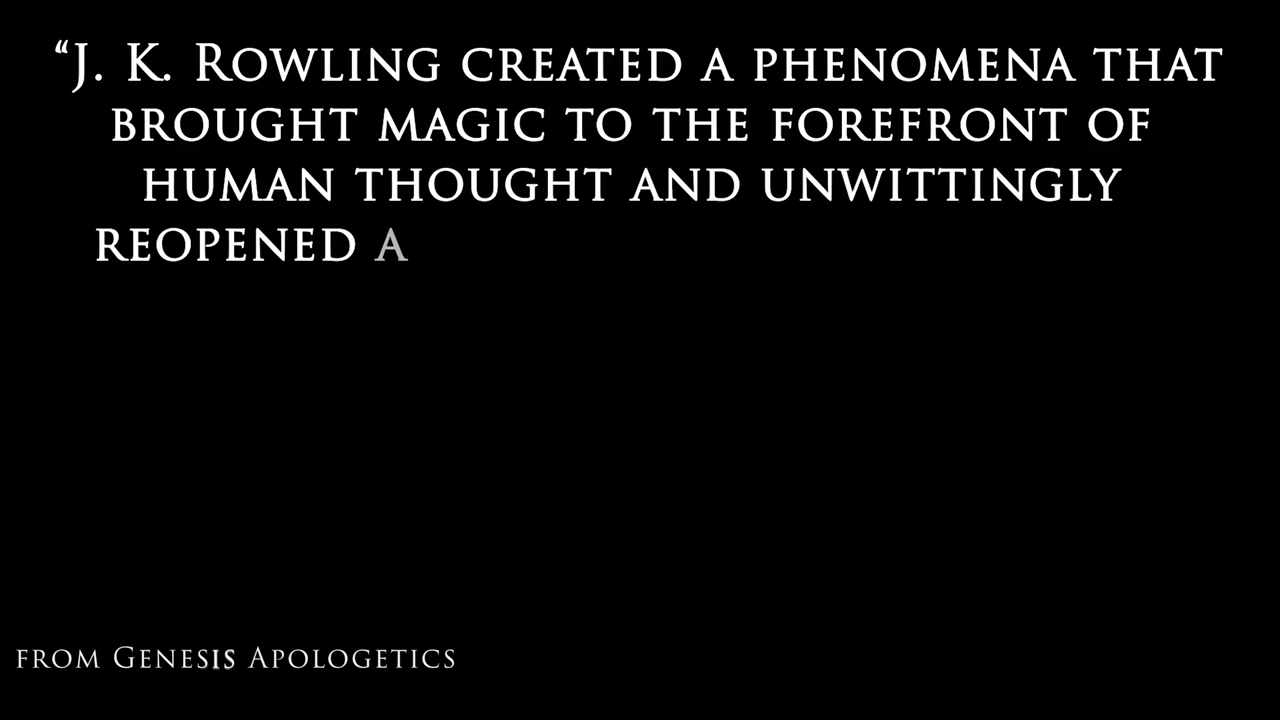 “J. K. Rowling created a phenomena that
brought magic to the forefront of
human thought and unwittingly
reopened a
from Genesis Apologetics